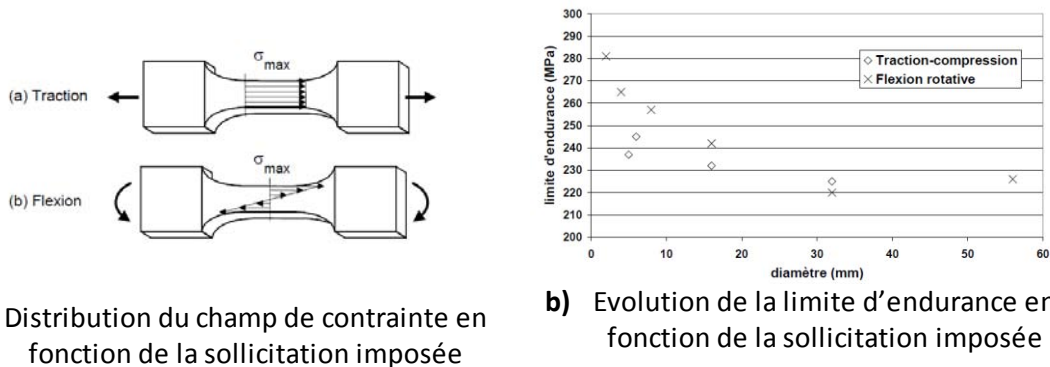 σmax
(a) Traction
σmax
(b) Flexion
Distribution du champ de contrainte en
fonction de la sollicitation imposée
300
290
280
270
260
250
240
230
220
210
200
limite d'endurance (MPa)
Traction-compression
Flexion rotative
0 10 20 30 40 50 60
diamètre (mm)
b) Evolution de la limite d'endurance en
fonction de la sollicitation imposée